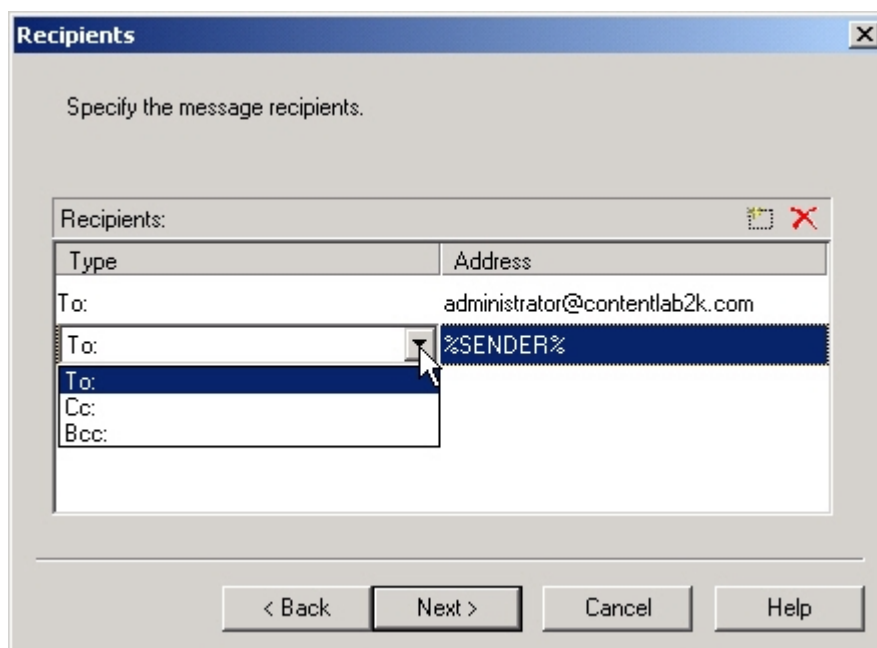 Recipients
Specify the message recipients.
Recipients:
Type Address
To: administrator@contentlab2k.com
To: %SENDER%
To:
Cc:
Bcc:
< Back Next > Cancel Help